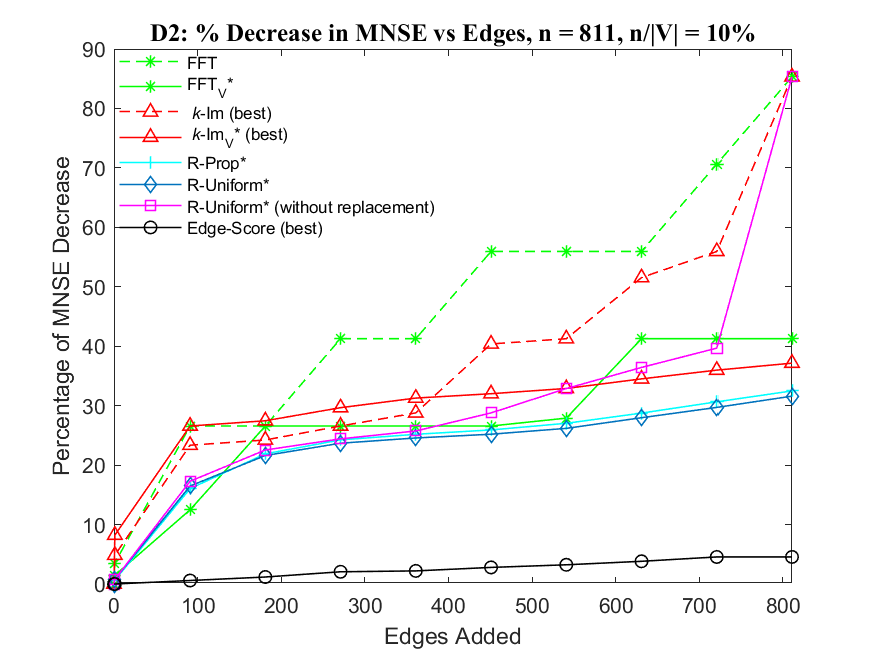 D2: % Decrease in MNSE vs Edges, n = 811, n/|V| = 10%
90
80
70
60
50
40
30
20
10
0
Percentage of MNSE Decrease
FFT
FFT_V*
k-Im (best)
k-Im_V* (best)
R-Prop*
R-Uniform*
R-Uniform* (without replacement)
Edge-Score (best)
0 100 200 300 400 500 600 700 800
Edges Added